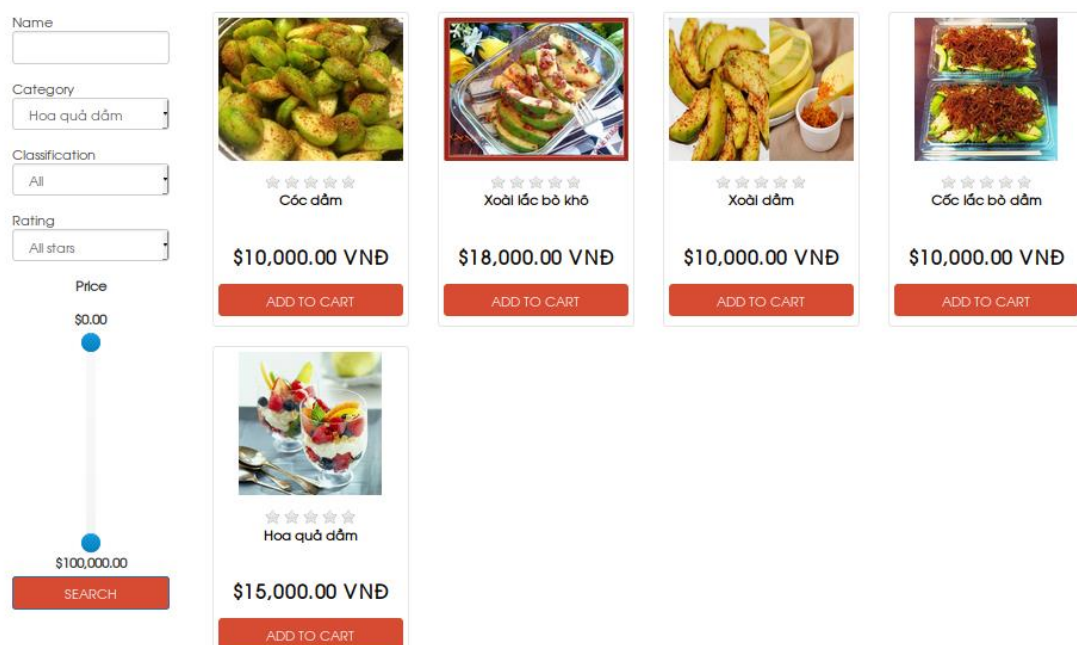 Name
Category
Hoa quả dầm
Classification
All
Rating
All stars
Price
$0.00
$100,000.00
SEARCH
Cóc dầm
$10,000.00 VNĐ
ADD TO CART
Xoài lắc bò khô
$18,000.00 VNĐ
ADD TO CART
Xoài dầm
$10,000.00 VNĐ
ADD TO CART
Cốc lắc bò dầm
$10,000.00 VNĐ
ADD TO CART
Hoa quả dầm
$15,000.00 VNĐ
ADD TO CART